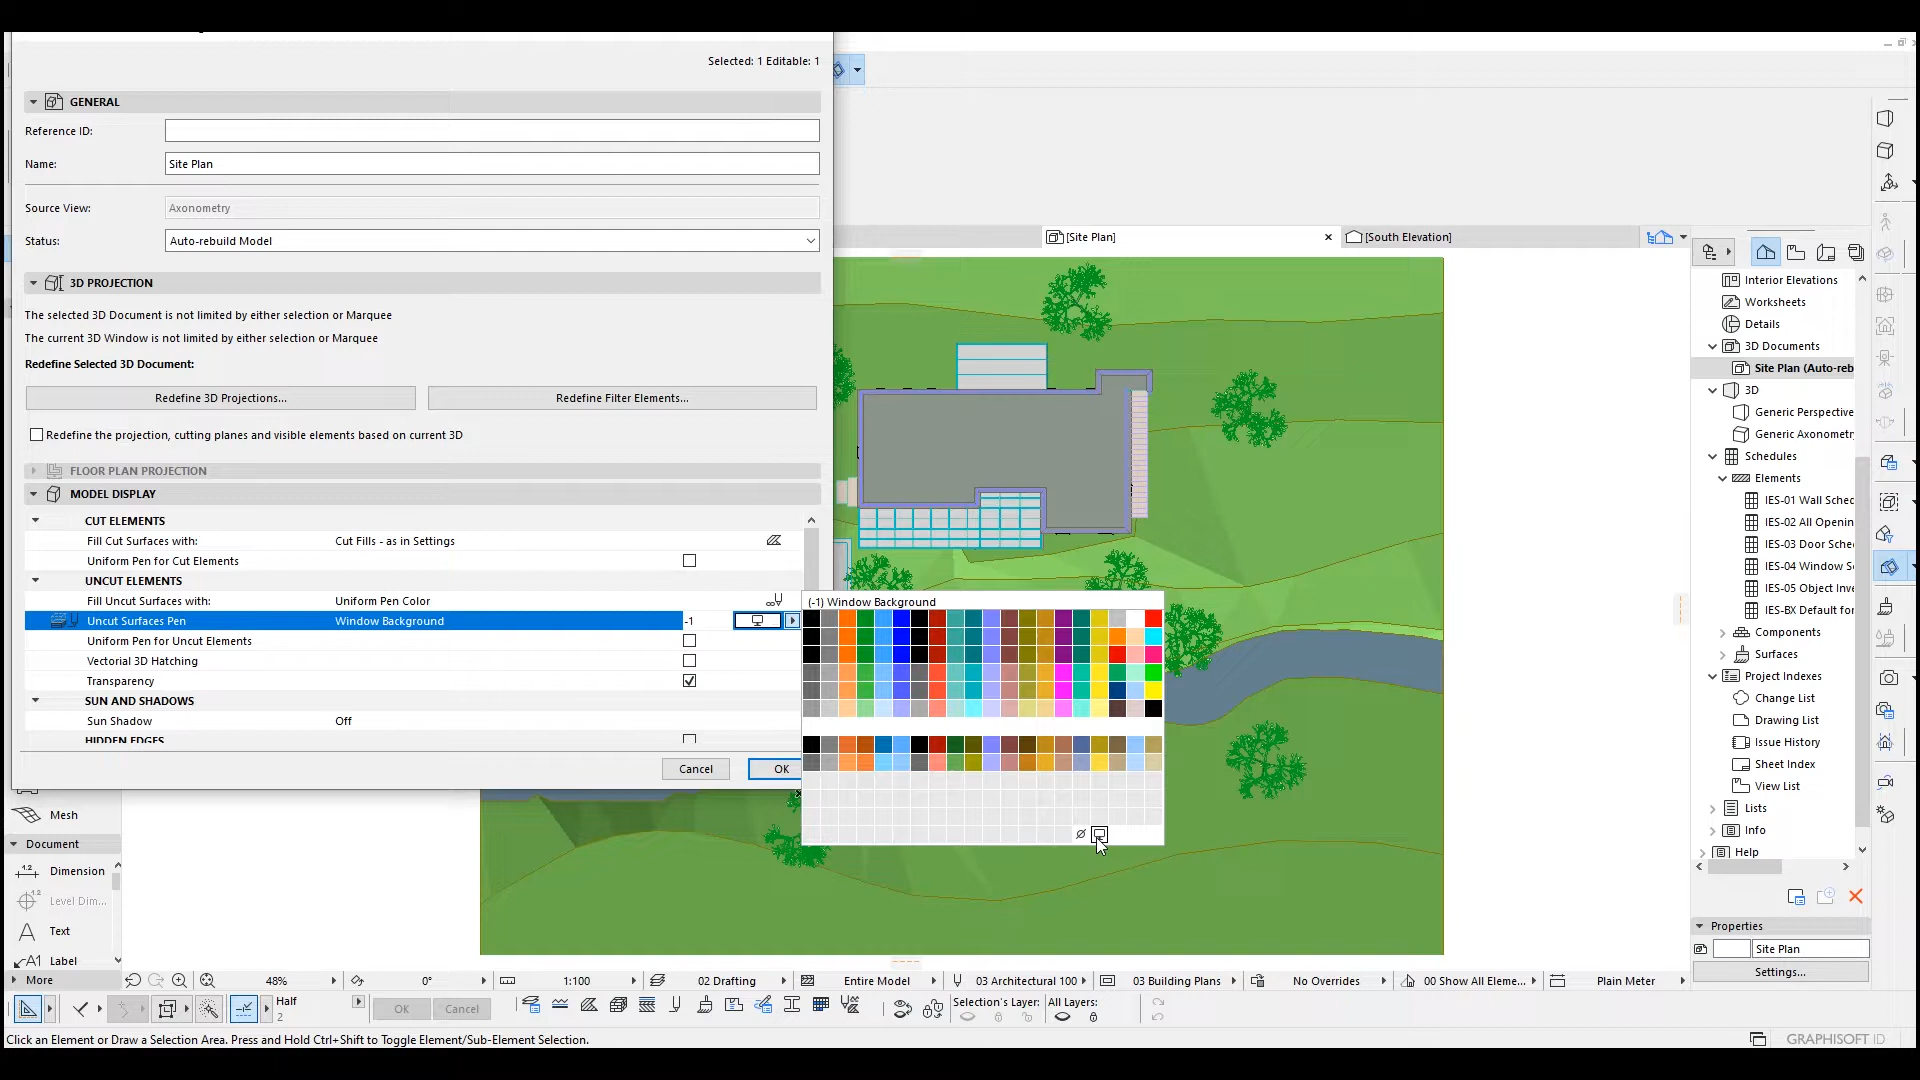 Selected: 1 Editable: 1
GENERAL
Reference ID:
Name:
Site Plan
Source View:
Axonometry
Status:
Auto-rebuild Model
3D PROJECTION
The selected 3D Document is not limited by either selection or Marquee
The current 3D Window is not limited by either selection or Marquee
Redefine Selected 3D Document:
Redefine 3D Projections...
Redefine Filter Elements...
Redefine the projection, cutting planes and visible elements based on current 3D
FLOOR PLAN PROJECTION
MODEL DISPLAY
CUT ELEMENTS
Fill Cut Surfaces with:
Cut Fills - as in Settings
Uniform Pen for Cut Elements
UNCUT ELEMENTS
Fill Uncut Surfaces with:
Uniform Pen Color
Uncut Surfaces Pen
Window Background
-1
Uniform Pen for Uncut Elements
Vectorial 3D Hatching
Transparency
SUN AND SHADOWS
Sun Shadow
Off
HIDDEN EDGES
Cancel
OK
(-1) Window Background
[Site Plan]
[South Elevation]
Interior Elevations
Worksheets
Details
3D Documents
Site Plan (Auto-reb
3D
Generic Perspective
Generic Axonometr
Schedules
Elements
IES-01 Wall Sche
IES-02 All Openin
IES-03 Door Sche
IES-04 Window S
IES-05 Object Inve
IES-BX Default fo
Components
Surfaces
Project Indexes
Change List
Drawing List
Issue History
Sheet Index
View List
Lists
Info
Help
Properties
Site Plan
Settings...
Mesh
Document
Dimension
Level Dim...
Text
Label
More
48%
0°
1:100
02 Drafting
Entire Model
03 Architectural 100
03 Building Plans
No Overrides
00 Show All Eleme...
Plain Meter
Half
2
OK
Cancel
Selection's Layer:
All Layers:
Click an Element or Draw a Selection Area. Press and Hold Ctrl+Shift to Toggle Element/Sub-Element Selection.
GRAPHISOFT ID